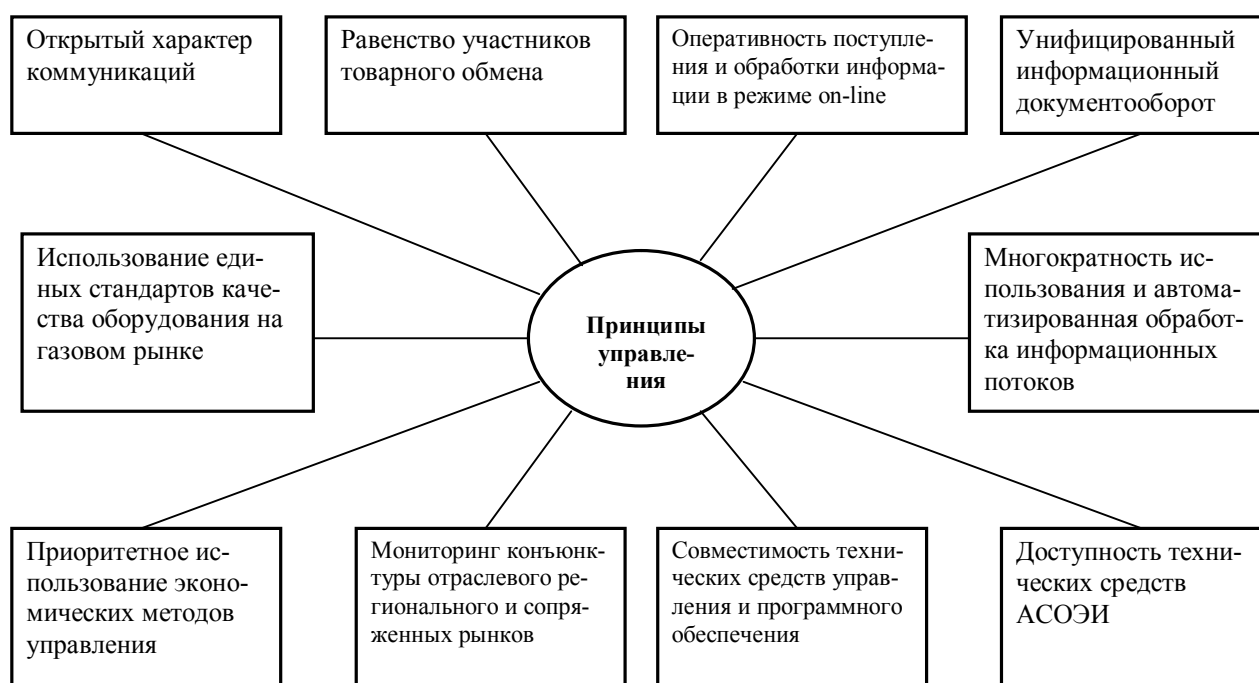 Открытый характер
коммуникаций
Равенство участников
товарного обмена
Оперативность поступле-
ния и обработки информа-
ции в режиме on-line
Унифицированный
информационный
документооборот
Использование еди-
ных стандартов каче-
ства оборудования на
газовом рынке
Принципы
управле-
ния
Многократность ис-
пользования и автома-
тизированная обработ-
ка информационных
потоков
Приоритетное ис-
пользование эконо-
мических методов
управления
Мониторинг конъюнк-
туры отраслевого ре-
гионального и сопря-
женных рынков
Совместимость техни-
ческих средств управ-
ления и программного
обеспечения
Доступность техни-
ческих средств
АСОЭИ